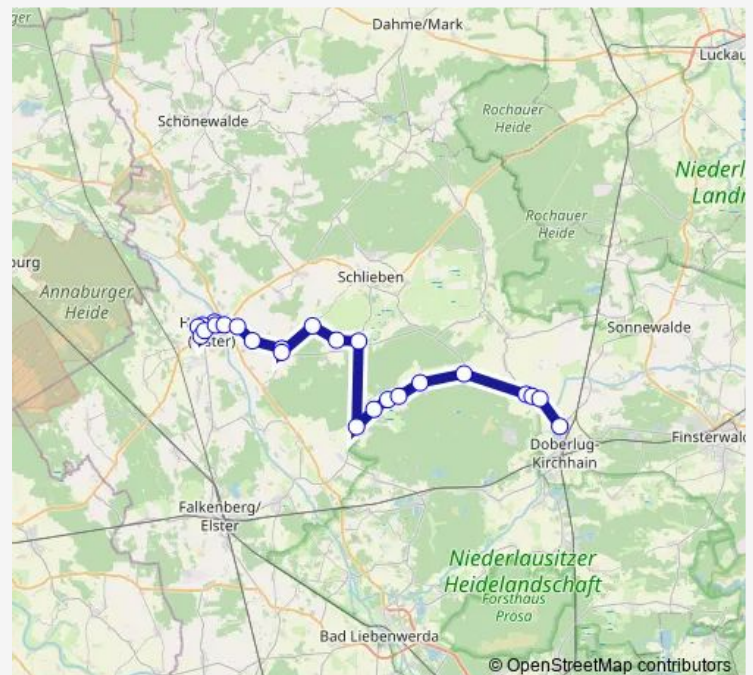 Dahme/Mark
Luckau
Schönewalde
Rochauer
Heide
Niederl
Landr
Rochauer
Heide
burg
Annaburger
Heide
Schlieben
H
(Elster)
Sonnewalde
Doberlug-
Kirchhain
Finsterwald
Falkenberg/
Elster
Niederlausitzer
Heidelandschaft
Forsthaus
Prosa
Bad Liebenwerda
© OpenStreetMap contributors